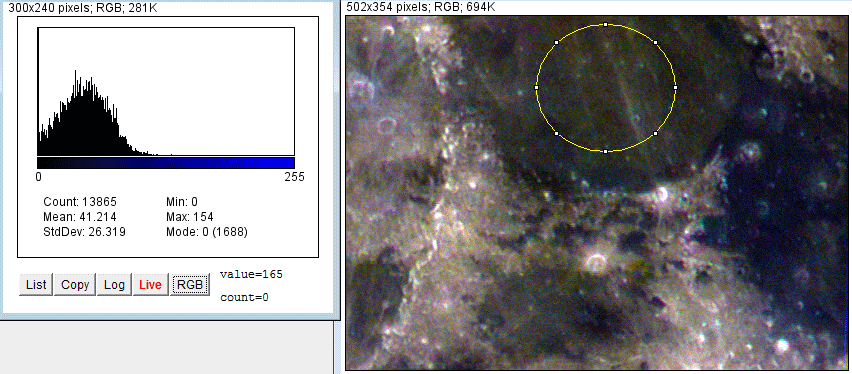 300x240 pixels; RGB; 281K
0
255
Count: 13865
Min: 0
Mean: 41.214
Max: 154
StdDev: 26.319
Mode: 0 (1688)
List
Copy
Log
Live
RGB
value=165
count=0
502x354 pixels; RGB; 694K